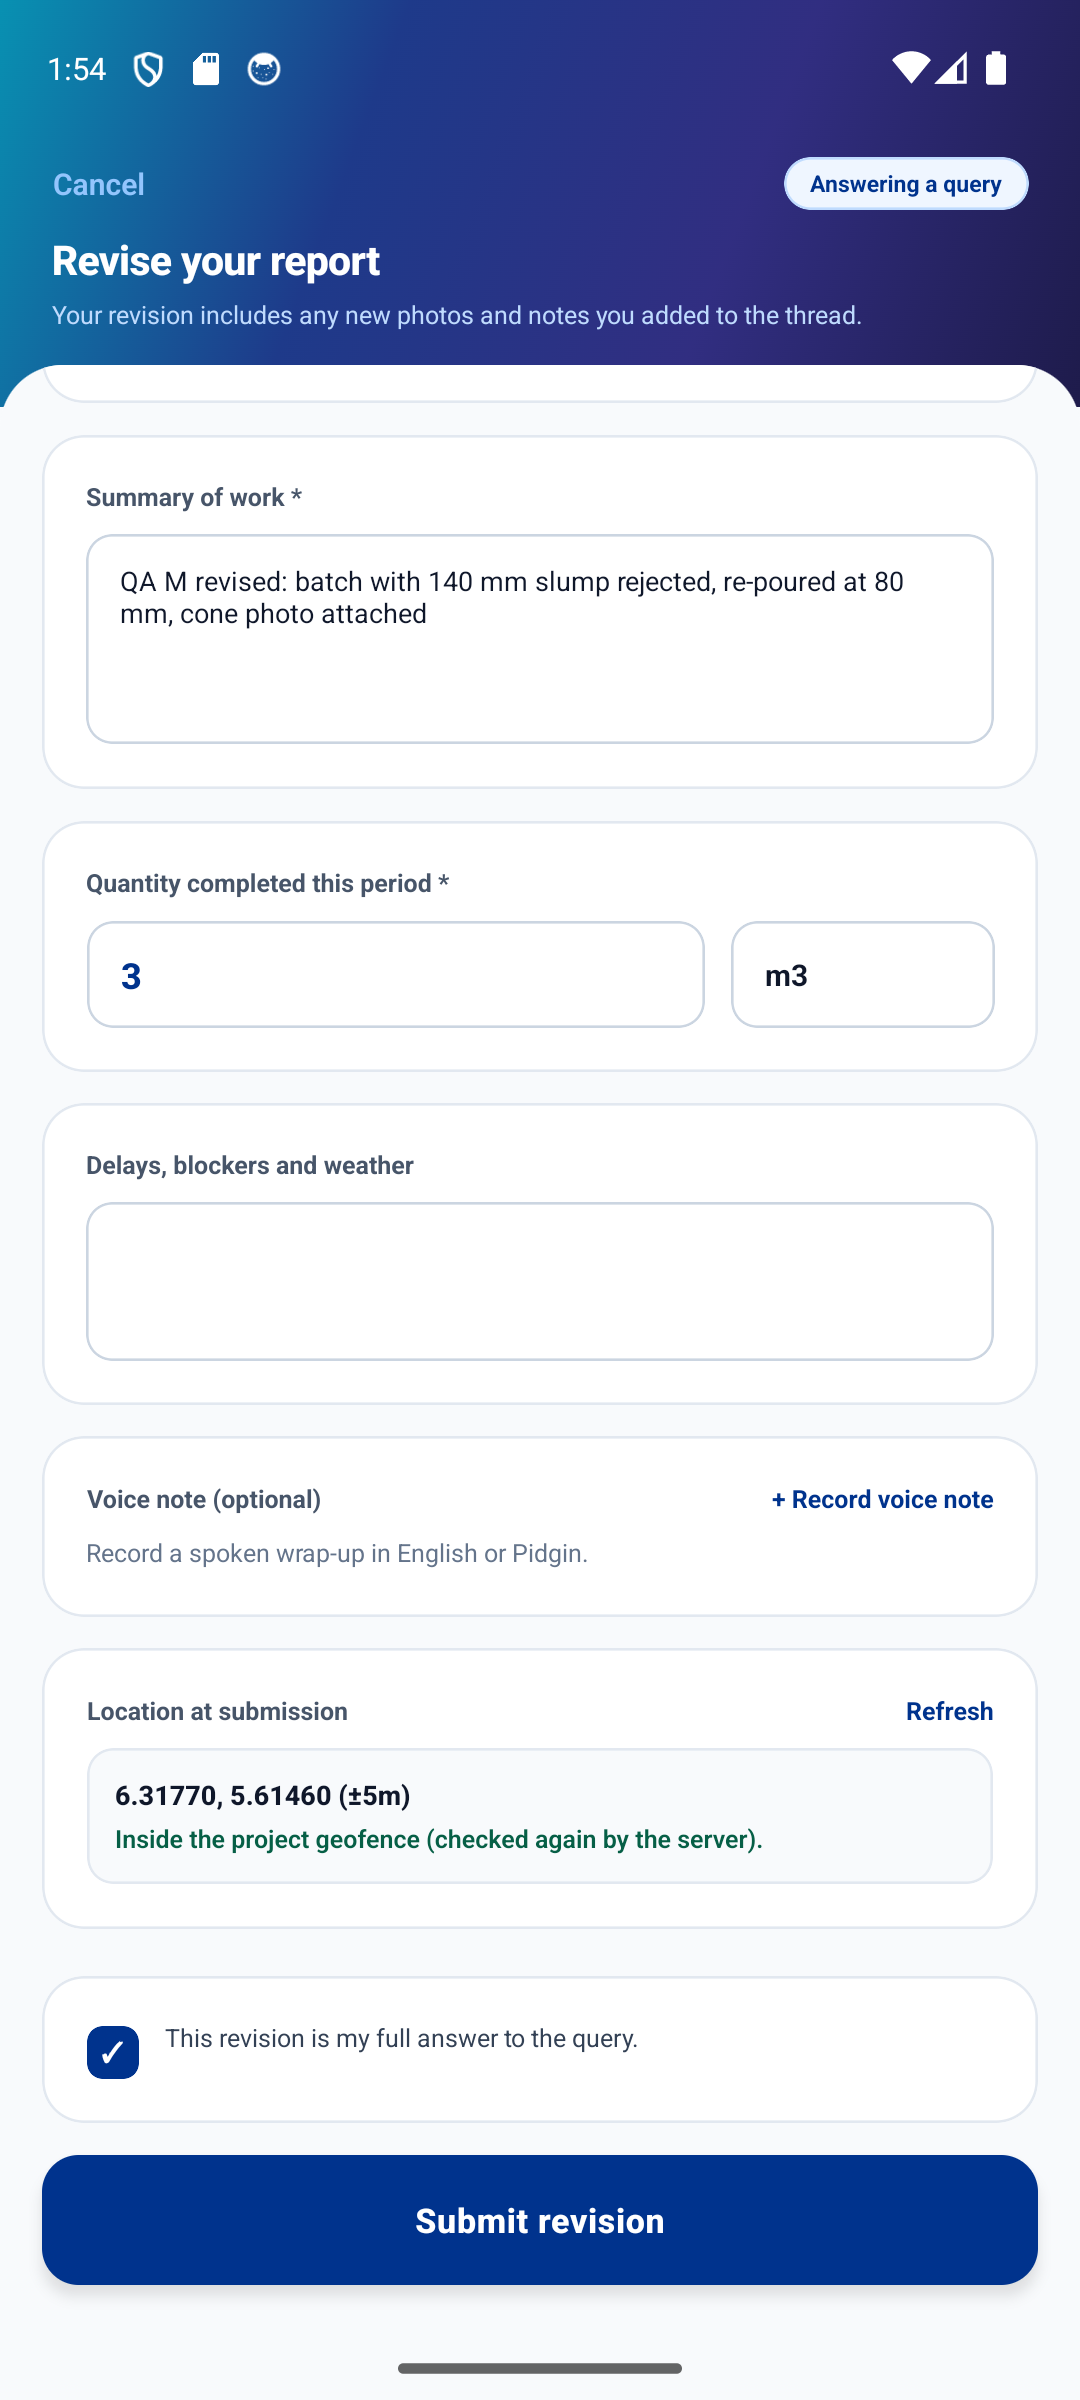 1:54
Cancel
Answering a query
Revise your report
Your revision includes any new photos and notes you added to the thread.
Summary of work *
QA M revised: batch with 140 mm slump rejected, re-poured at 80
mm, cone photo attached
Quantity completed this period *
3
m3
Delays, blockers and weather
Voice note (optional)
+ Record voice note
Record a spoken wrap-up in English or Pidgin.
Location at submission
Refresh
6.31770, 5.61460 (±5m)
Inside the project geofence (checked again by the server).
This revision is my full answer to the query.
Submit revision